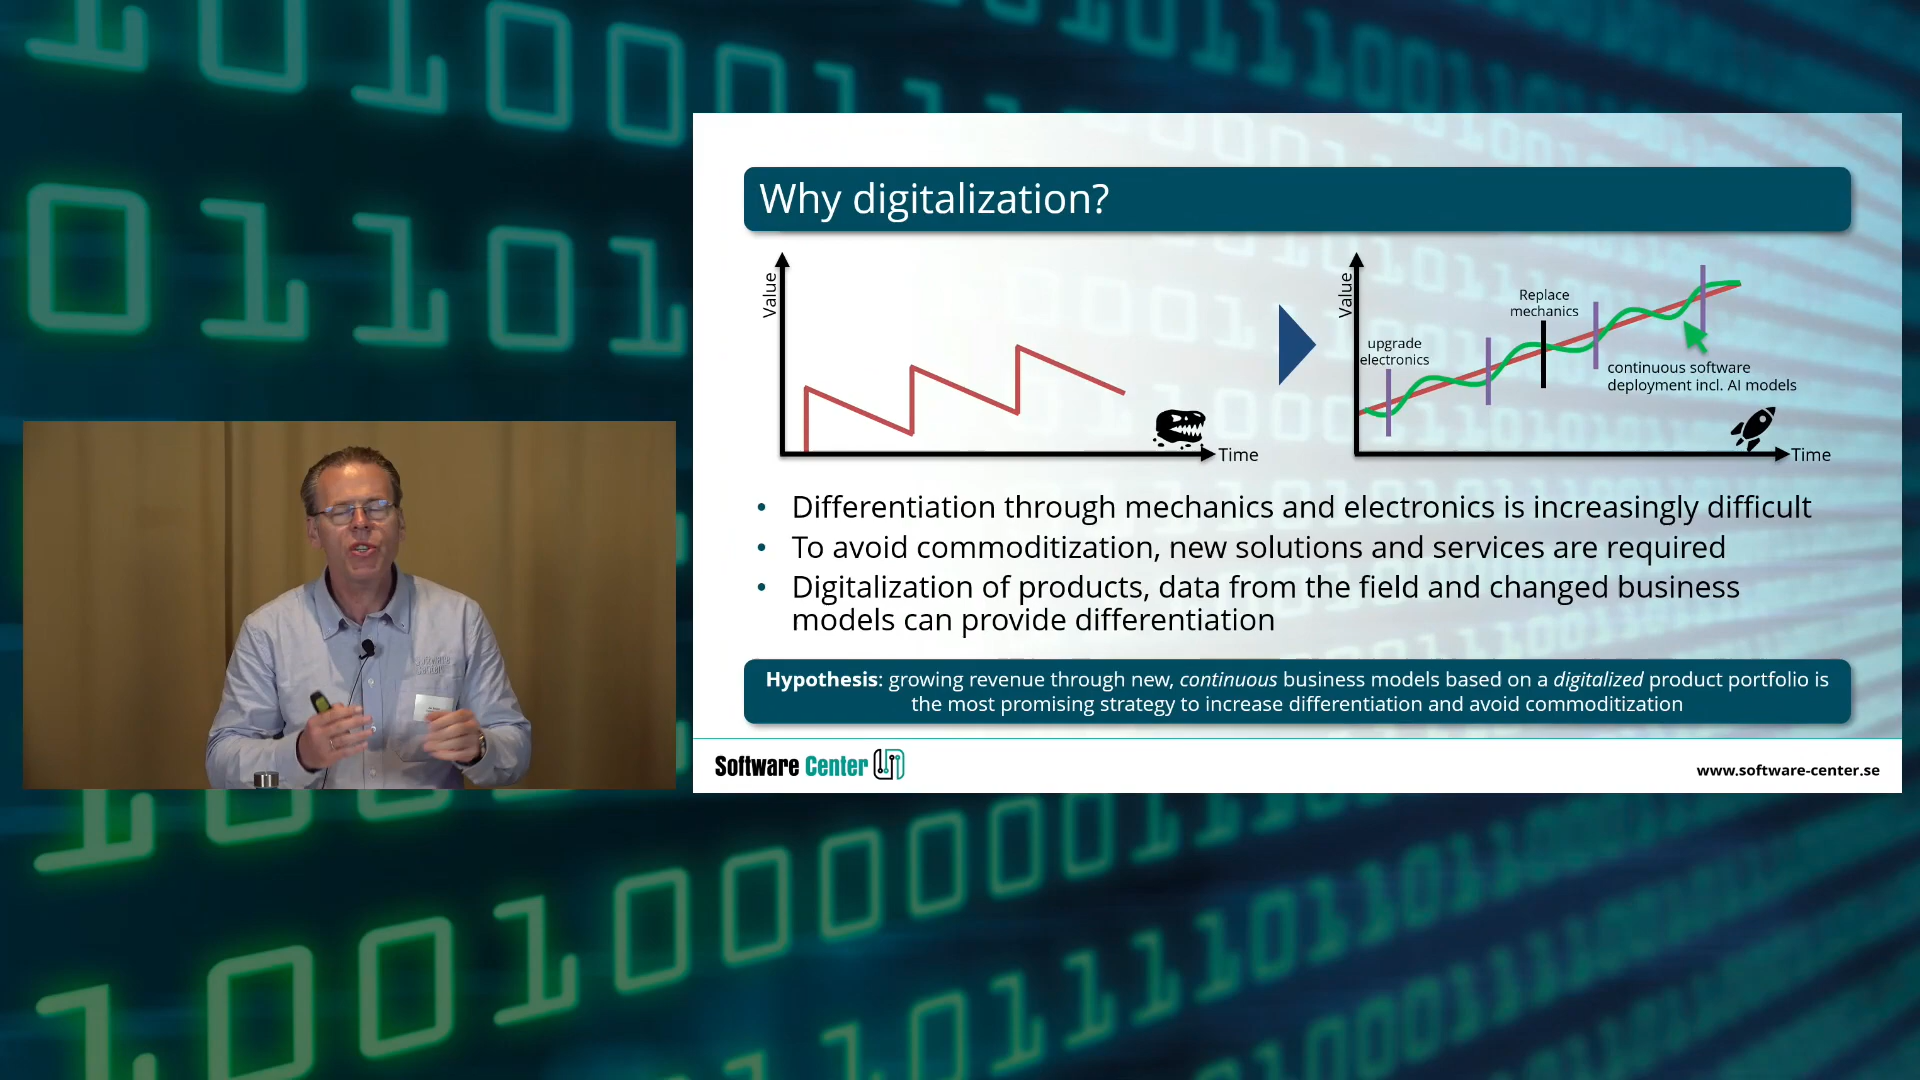 Why digitalization?
Value
Time
Value
upgrade
electronics
Replace
mechanics
continuous software
deployment incl. AI models
Time
• Differentiation through mechanics and electronics is increasingly difficult
• To avoid commoditization, new solutions and services are required
• Digitalization of products, data from the field and changed business
models can provide differentiation
Hypothesis: growing revenue through new, continuous business models based on a digitalized product portfolio is
the most promising strategy to increase differentiation and avoid commoditization
Software Center
www.software-center.se